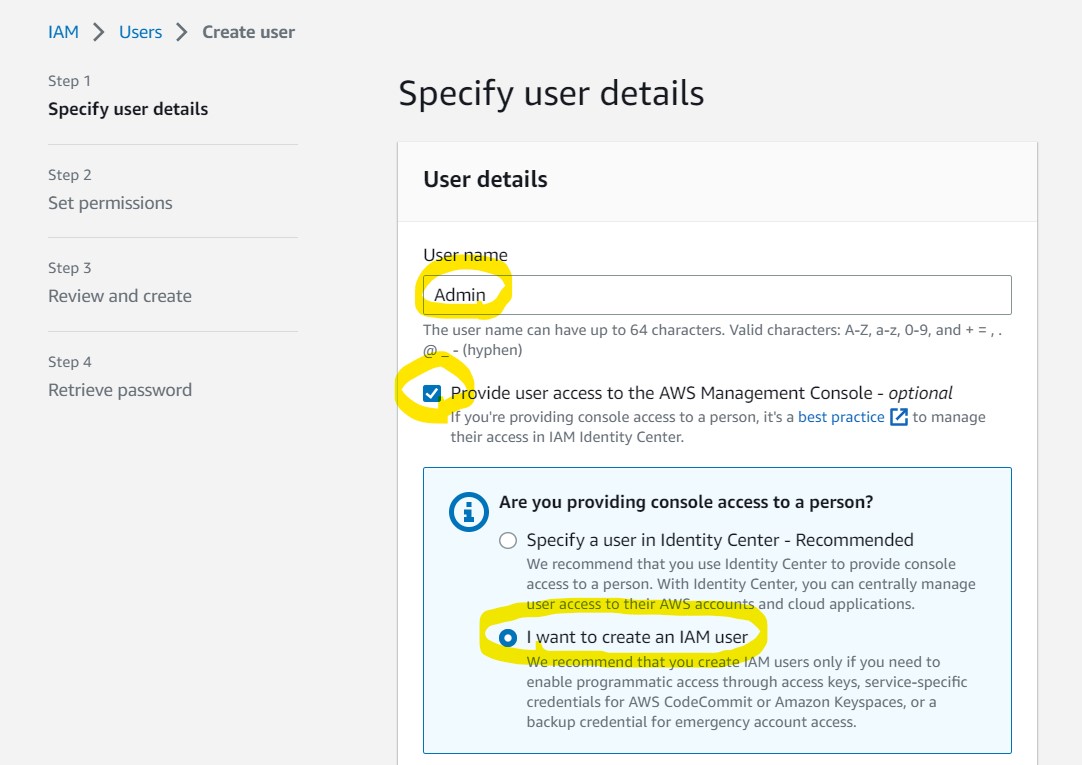 IAM > Users > Create user
Step 1
Specify user details
Step 2
Set permissions
Step 3
Review and create
Step 4
Retrieve password
Specify user details
User details
User name
Admin
The user name can have up to 64 characters. Valid characters: A-Z, a-z, 0-9, and + = , .
@ _ - (hyphen)
Provide user access to the AWS Management Console - optional
If you're providing console access to a person, it's a best practice to manage
their access in IAM Identity Center.
Are you providing console access to a person?
Specify a user in Identity Center - Recommended
We recommend that you use Identity Center to provide console
access to a person. With Identity Center, you can centrally manage
user access to their AWS accounts and cloud applications.
I want to create an IAM user
We recommend that you create IAM users only if you need to
enable programmatic access through access keys, service-specific
credentials for AWS CodeCommit or Amazon Keyspaces, or a
backup credential for emergency account access.